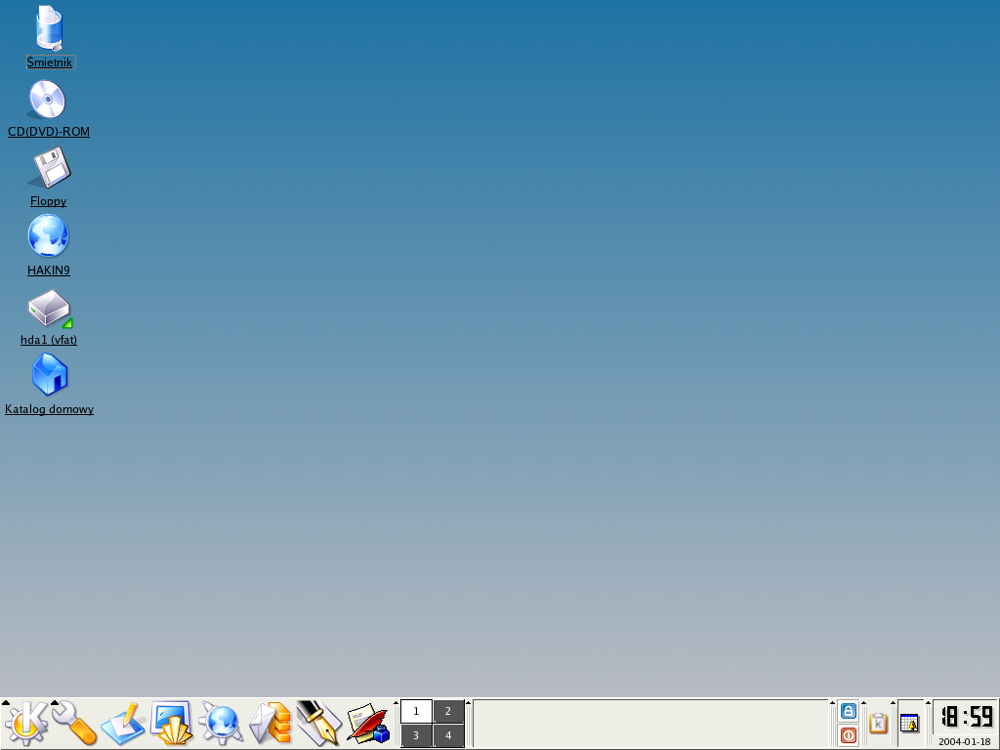 Śmietnik
CD(DVD)-ROM
Floppy
HAKIN9
hda1 (vfat)
Katalog domowy
1 2
3 4
18:59
2004-01-18